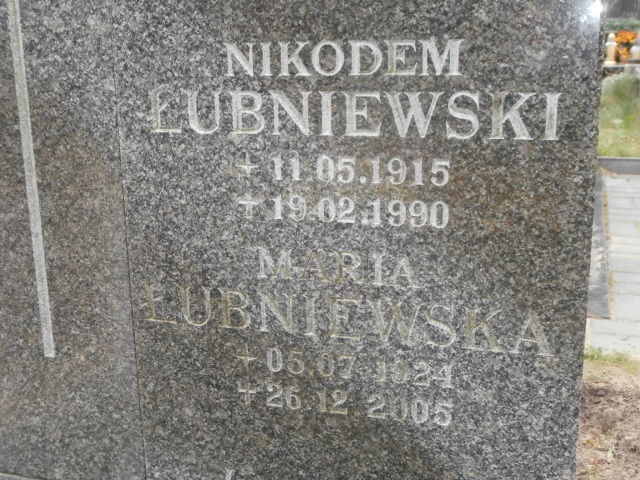 NIKODEM
ŁUBNIEWSKI
+ 11.05.1915
+ 19.02.1990
MARIA
ŁUBNIEWSKA
+ 05.07.1924
+ 26.12.2005